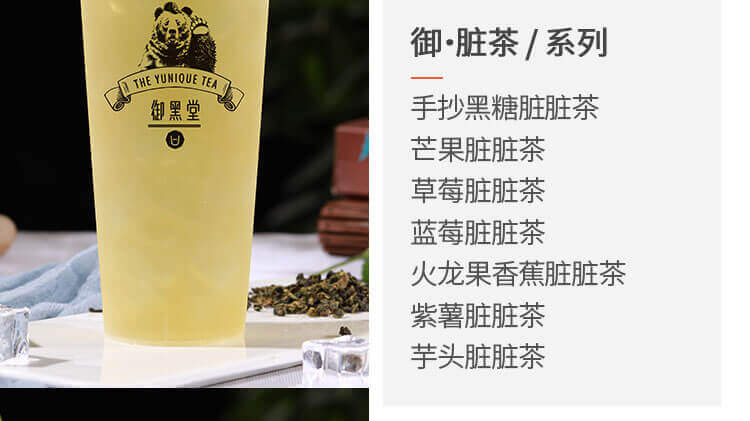 THE YUNIQUE TEA
御黑堂
御·脏茶 / 系列
手抄黑糖脏脏茶
芒果脏脏茶
草莓脏脏茶
蓝莓脏脏茶
火龙果香蕉脏脏茶
紫薯脏脏茶
芋头脏脏茶